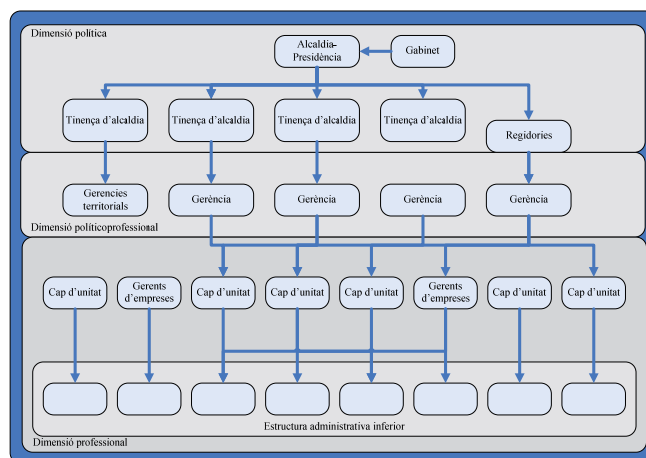 Dimensió política
Alcaldia-
Presidència
Gabinet
Tinença d'alcaldia
Tinença d'alcaldia
Tinença d'alcaldia
Tinença d'alcaldia
Regidories
Gerencies
territorials
Gerència
Gerència
Gerència
Gerència
Dimensió políticoprofessional
Cap d'unitat
Gerents
d'empreses
Cap d'unitat
Cap d'unitat
Cap d'unitat
Gerents
d'empreses
Cap d'unitat
Cap d'unitat
Estructura administrativa inferior
Dimensió professional